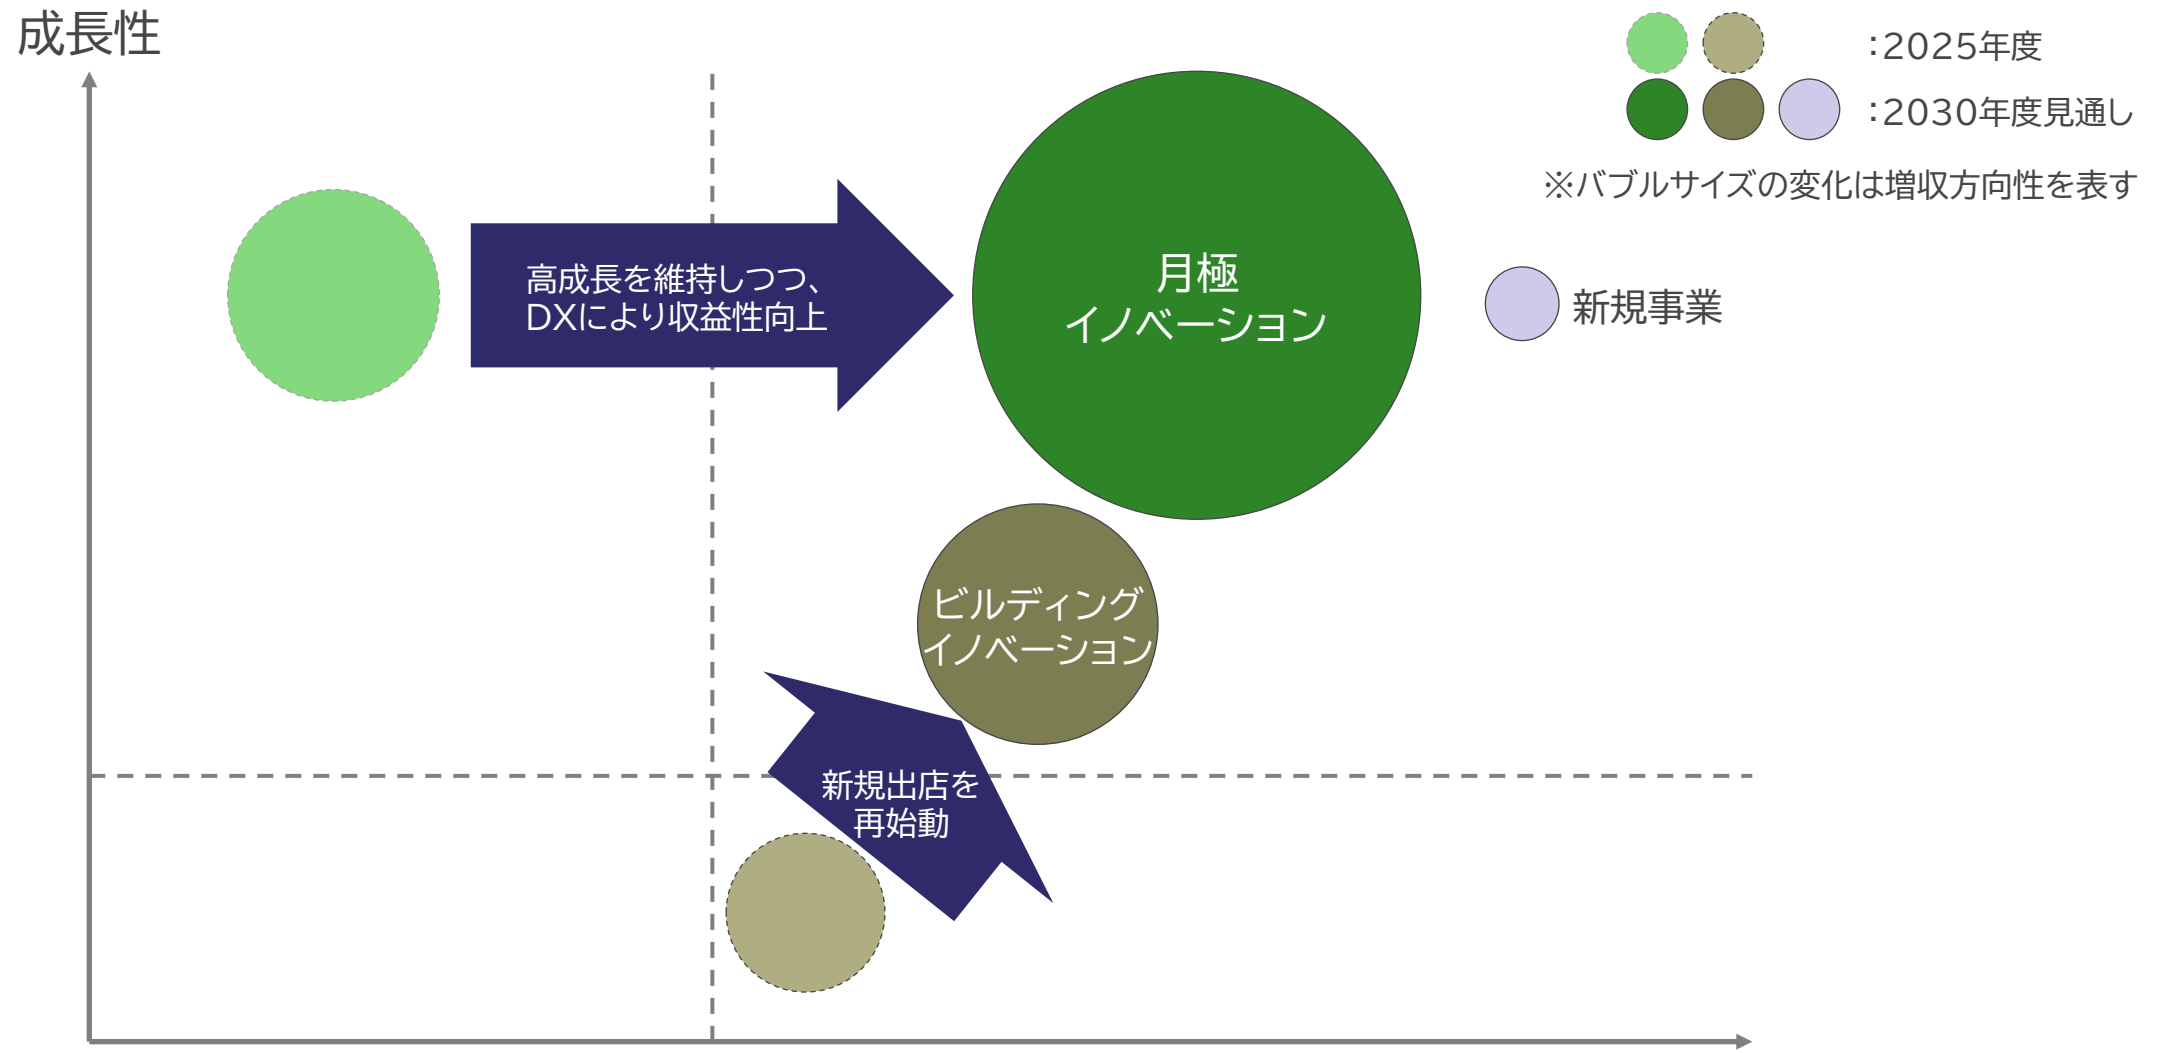 成長性
：2025年度
：2030年度見通し
※バブルサイズの変化は増収方向性を表す
高成長を維持しつつ、
DXにより収益性向上
月極
イノベーション
新規事業
ビルディング
イノベーション
新規出店を
再始動